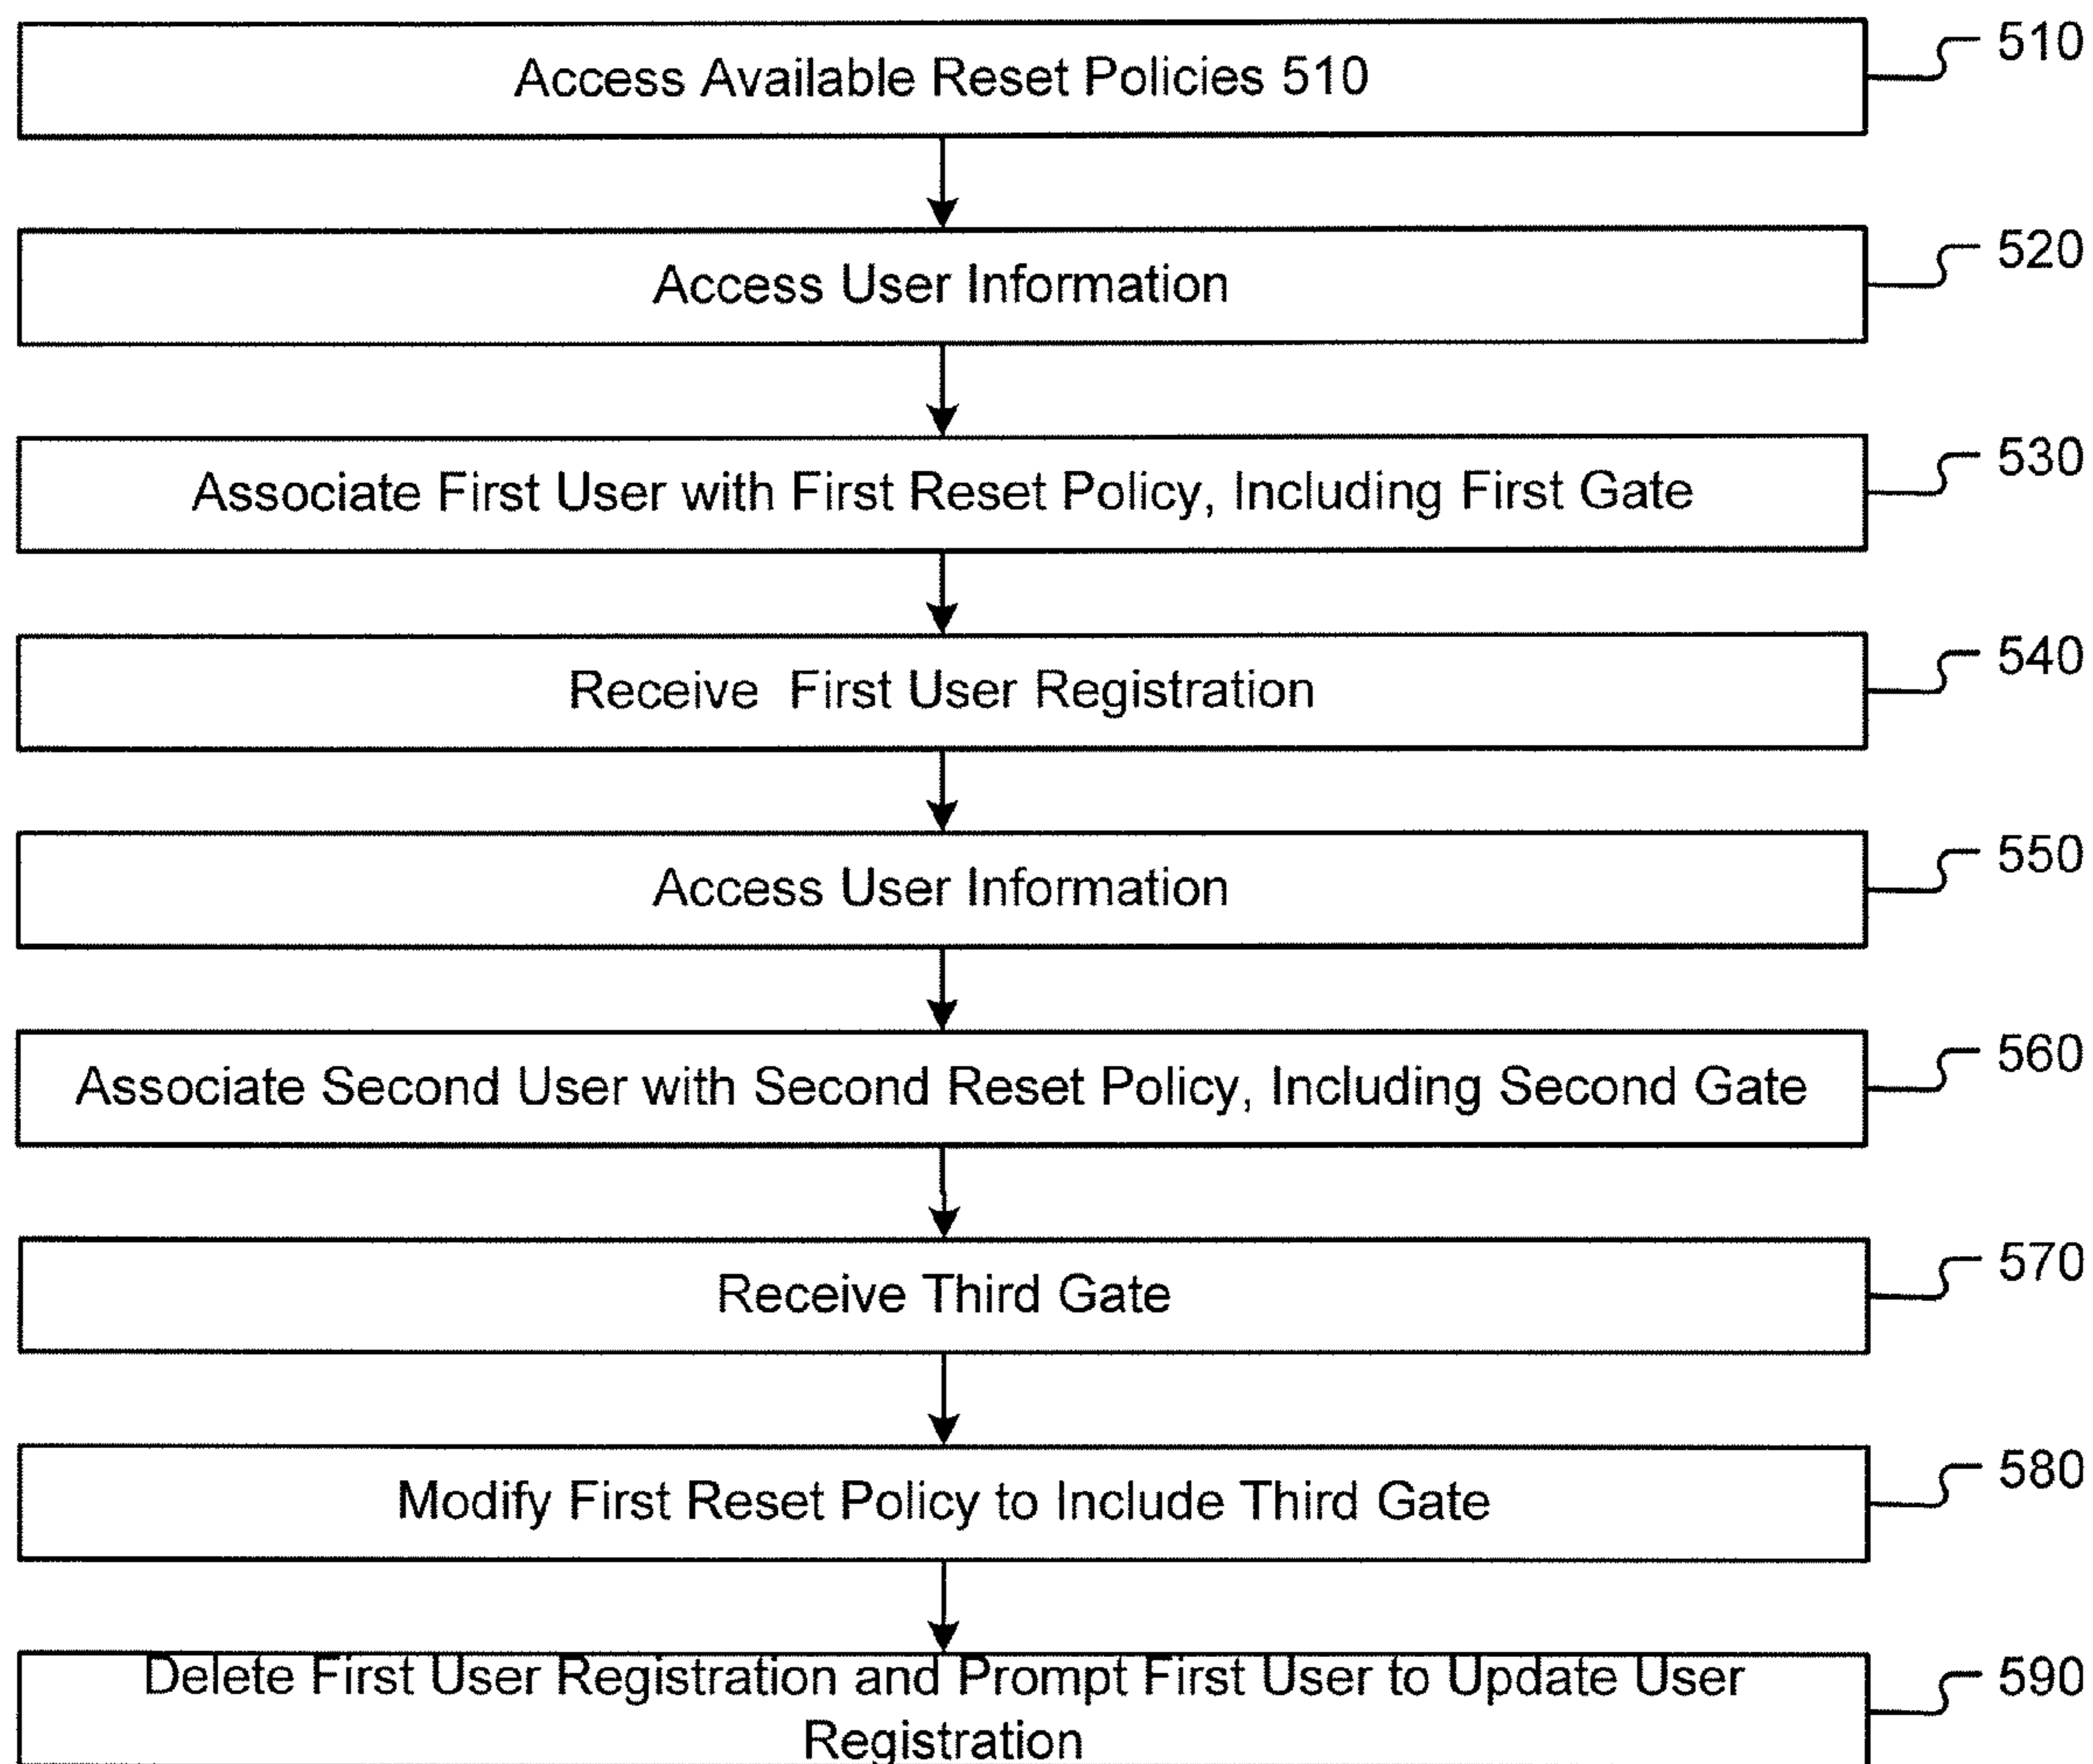 Access Available Reset Policies 510
510
Access User Information
520
Associate First User with First Reset Policy, Including First Gate
530
Receive First User Registration
540
Access User Information
550
Associate Second User with Second Reset Policy, Including Second Gate
560
Receive Third Gate
570
Modify First Reset Policy to Include Third Gate
580
Delete First User Registration and Prompt First User to Update User
Registration
590